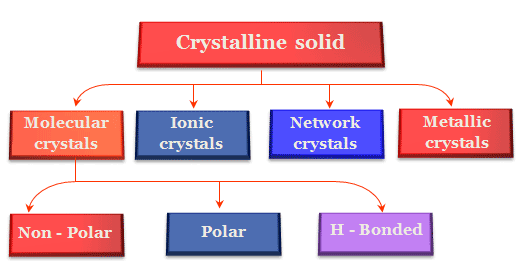 Crystalline solid
Molecular
crystals
Ionic
crystals
Network
crystals
Metallic
crystals
Non - Polar
Polar
H - Bonded